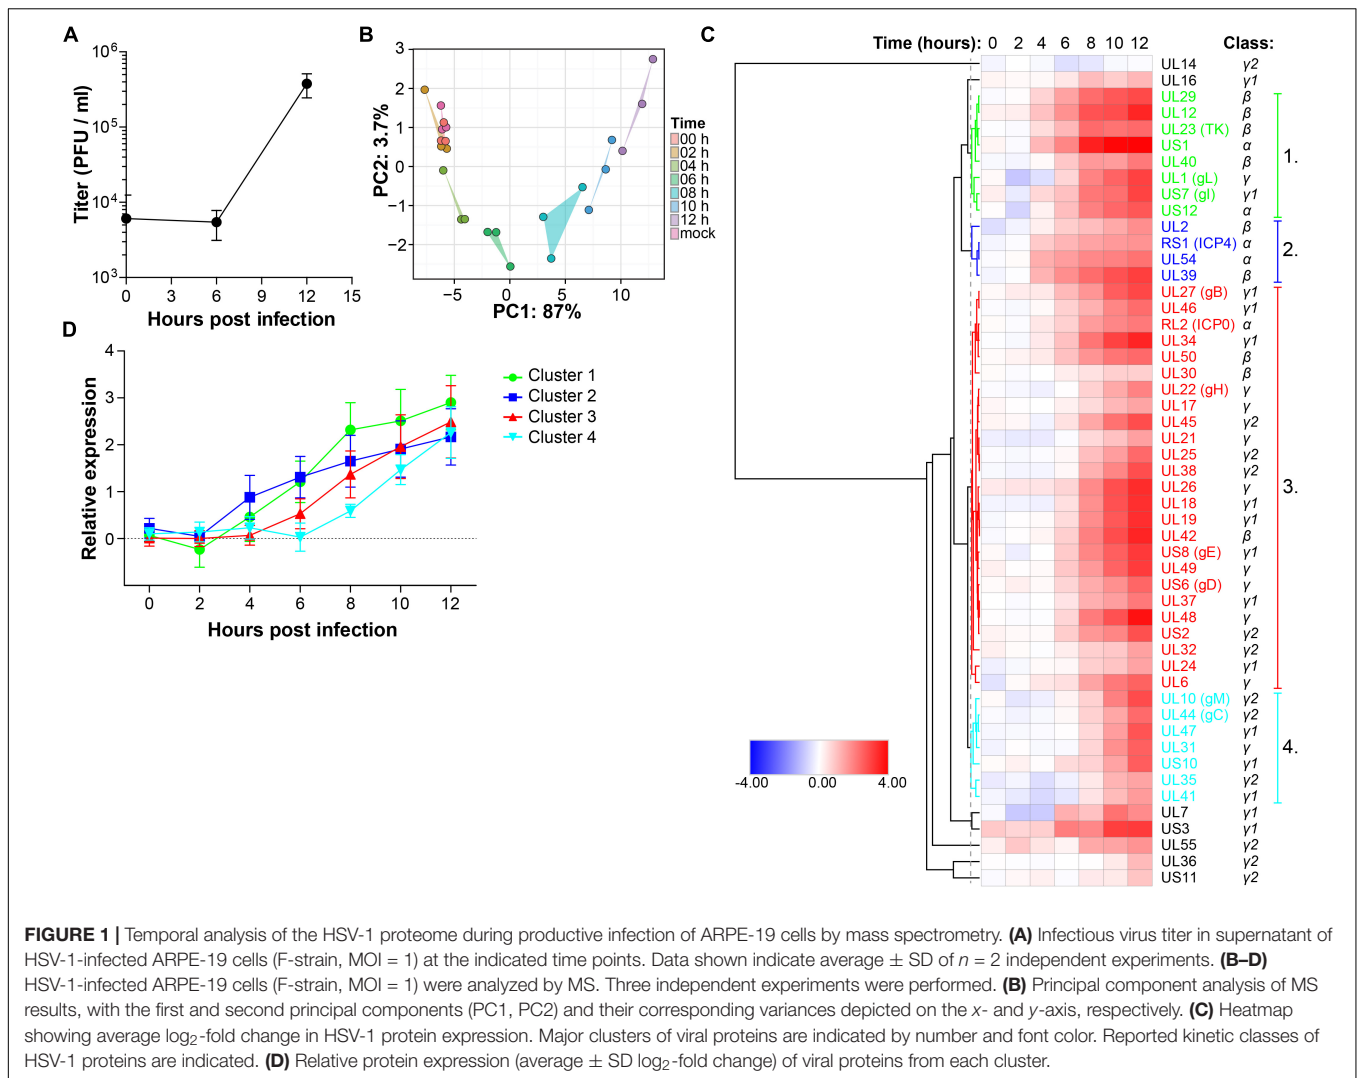 A
10⁶
10⁵
10⁴
10³
Titer (PFU / ml)
0 3 6 9 12 15
Hours post infection
B
3
2
1
0
−1
−2
PC2: 3.7%
−5 0 5 10
PC1: 87%
Time
00 h
02 h
04 h
06 h
08 h
10 h
12 h
mock
C
Time (hours): 0 2 4 6 8 10 12 Class:
UL14 γ2
UL16 γ1
UL29 β
UL12 β
UL23 (TK) β
US1 α
UL40 β
UL1 (gL) γ
US7 (gI) γ1
US12 α
1.
UL2 β
RS1 (ICP4) α
UL54 α
UL39 β
2.
UL27 (gB) γ1
UL46 γ1
RL2 (ICP0) α
UL34 γ1
UL50 β
UL30 β
UL22 (gH) γ
UL17 γ
UL45 γ2
UL21 γ
UL25 γ2
UL38 γ2
UL26 γ
UL18 γ1
UL19 γ1
UL42 β
US8 (gE) γ1
UL49 γ
US6 (gD) γ
UL37 γ1
UL48 γ
US2 γ2
UL32 γ2
UL24 γ1
UL6 γ
3.
UL10 (gM) γ2
UL44 (gC) γ2
UL47 γ1
UL31 γ
US10 γ1
UL35 γ2
UL41 γ1
4.
UL7 γ1
US3 γ1
UL55 γ2
UL36 γ2
US11 γ2
-4.00 0.00 4.00
D
4
3
2
1
0
Relative expression
0 2 4 6 8 10 12
Hours post infection
Cluster 1
Cluster 2
Cluster 3
Cluster 4
FIGURE 1 | Temporal analysis of the HSV-1 proteome during productive infection of ARPE-19 cells by mass spectrometry. (A) Infectious virus titer in supernatant of
HSV-1-infected ARPE-19 cells (F-strain, MOI = 1) at the indicated time points. Data shown indicate average ± SD of n = 2 independent experiments. (B–D)
HSV-1-infected ARPE-19 cells (F-strain, MOI = 1) were analyzed by MS. Three independent experiments were performed. (B) Principal component analysis of MS
results, with the first and second principal components (PC1, PC2) and their corresponding variances depicted on the x- and y-axis, respectively. (C) Heatmap
showing average log₂-fold change in HSV-1 protein expression. Major clusters of viral proteins are indicated by number and font color. Reported kinetic classes of
HSV-1 proteins are indicated. (D) Relative protein expression (average ± SD log₂-fold change) of viral proteins from each cluster.